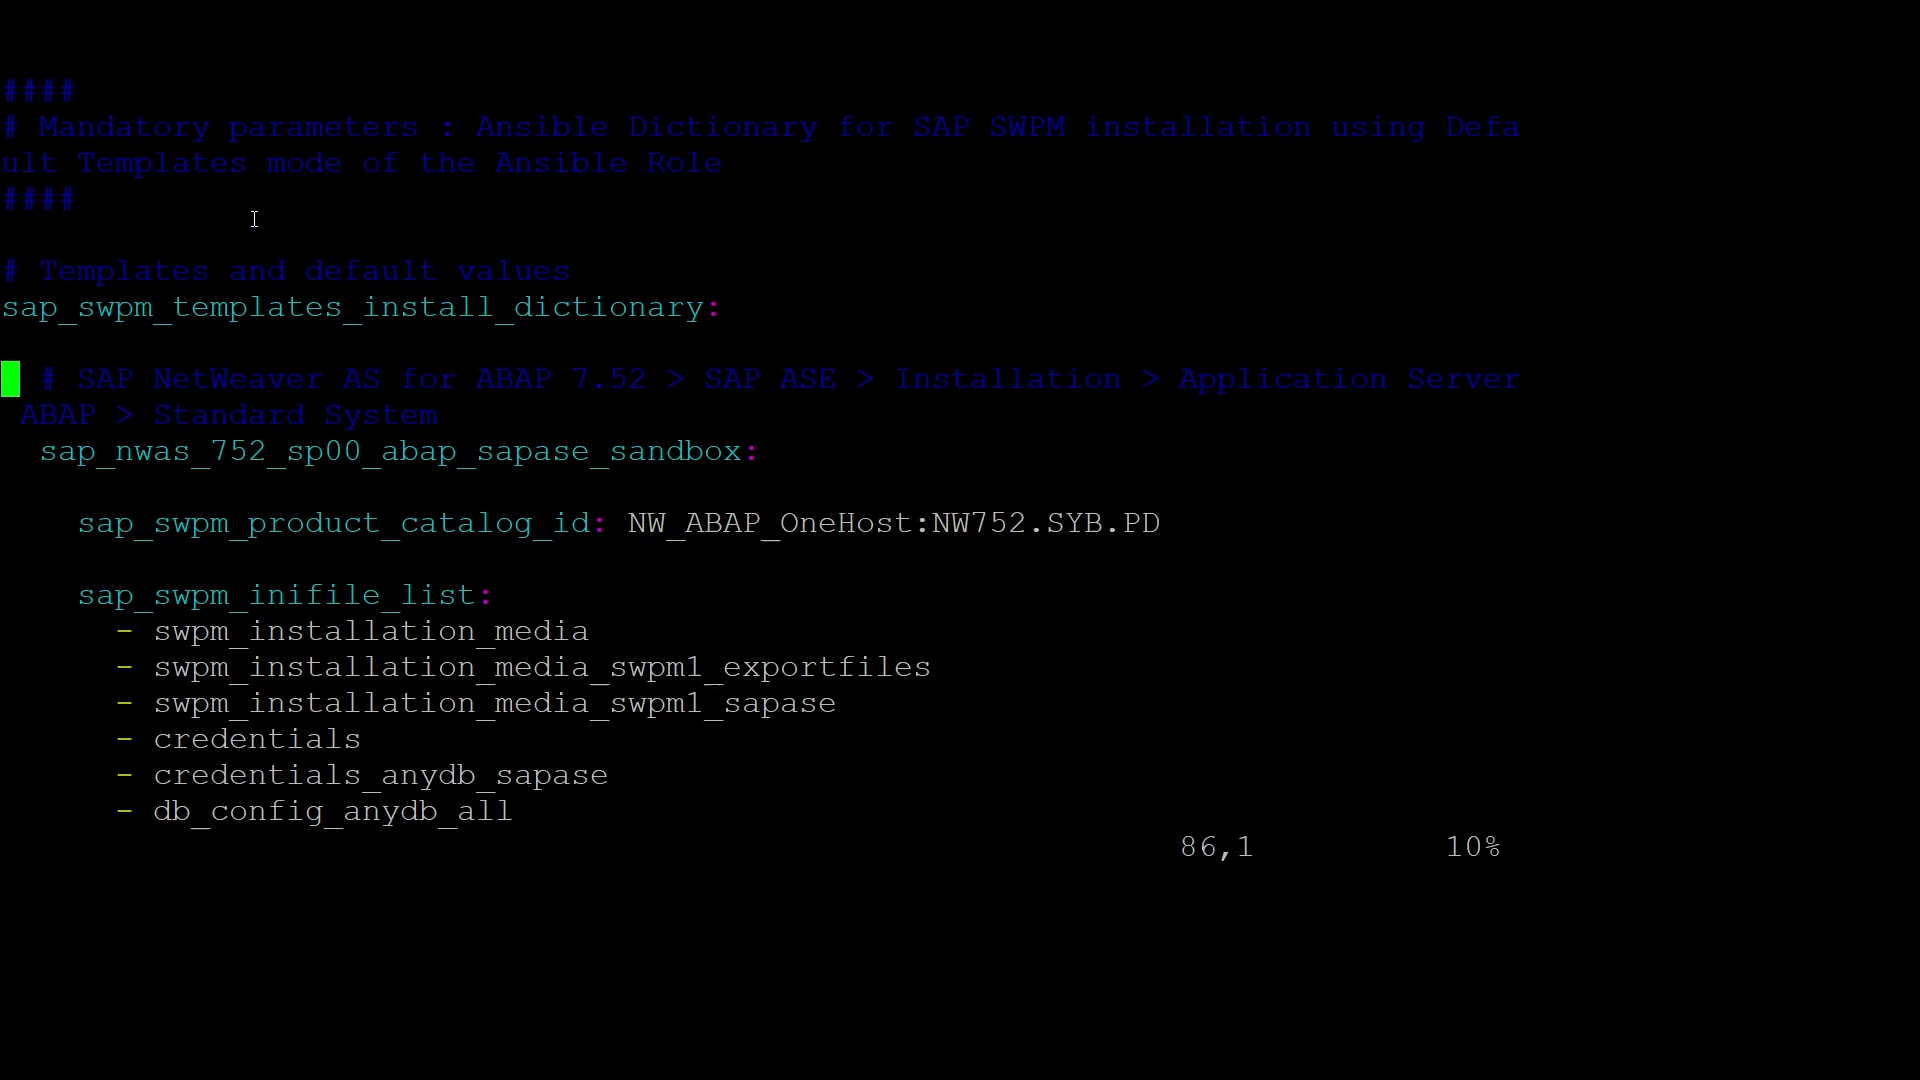 ####
# Mandatory parameters : Ansible Dictionary for SAP SWPM installation using Defa
ult Templates mode of the Ansible Role
####
# Templates and default values
sap_swpm_templates_install_dictionary:
# SAP NetWeaver AS for ABAP 7.52 > SAP ASE > Installation > Application Server
ABAP > Standard System
sap_nwas_752_sp00_abap_sapase_sandbox:
sap_swpm_product_catalog_id: NW_ABAP_OneHost:NW752.SYB.PD
sap_swpm_inifile_list:
- swpm_installation_media
- swpm_installation_media_swpm1_exportfiles
- swpm_installation_media_swpm1_sapase
- credentials
- credentials_anydb_sapase
- db_config_anydb_all
86,1 10%